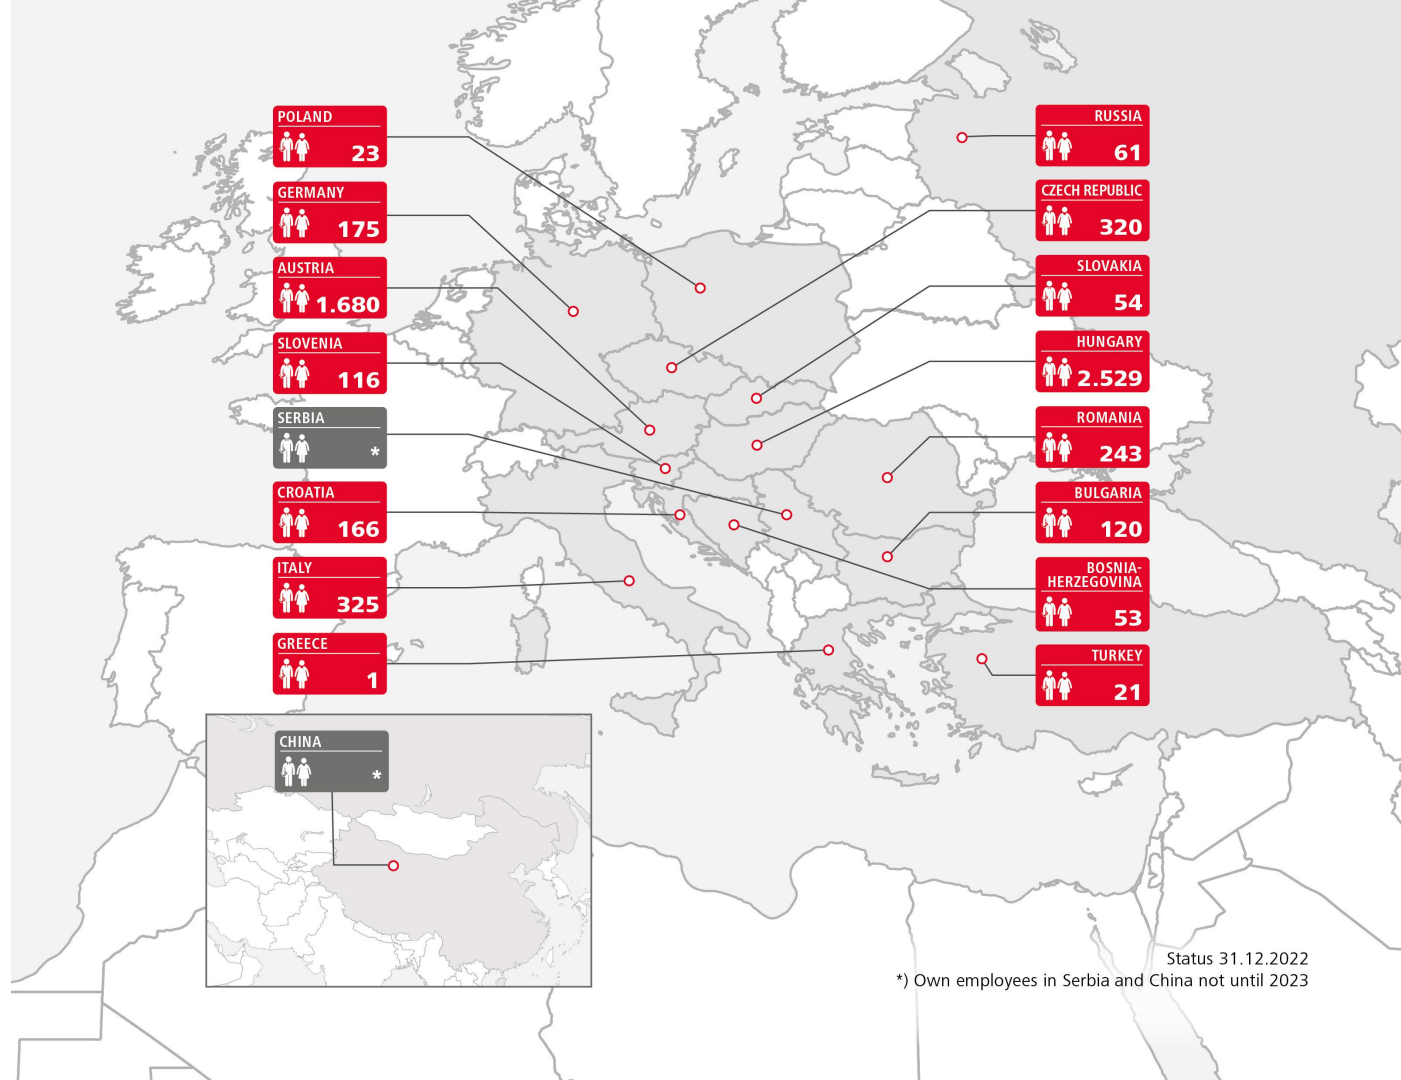 POLAND
23
GERMANY
175
AUSTRIA
1.680
SLOVENIA
116
SERBIA
*
CROATIA
166
ITALY
325
GREECE
1
CHINA
*
RUSSIA
61
CZECH REPUBLIC
320
SLOVAKIA
54
HUNGARY
2.529
ROMANIA
243
BULGARIA
120
BOSNIA-
HERZEGOVINA
53
TURKEY
21
Status 31.12.2022
*) Own employees in Serbia and China not until 2023